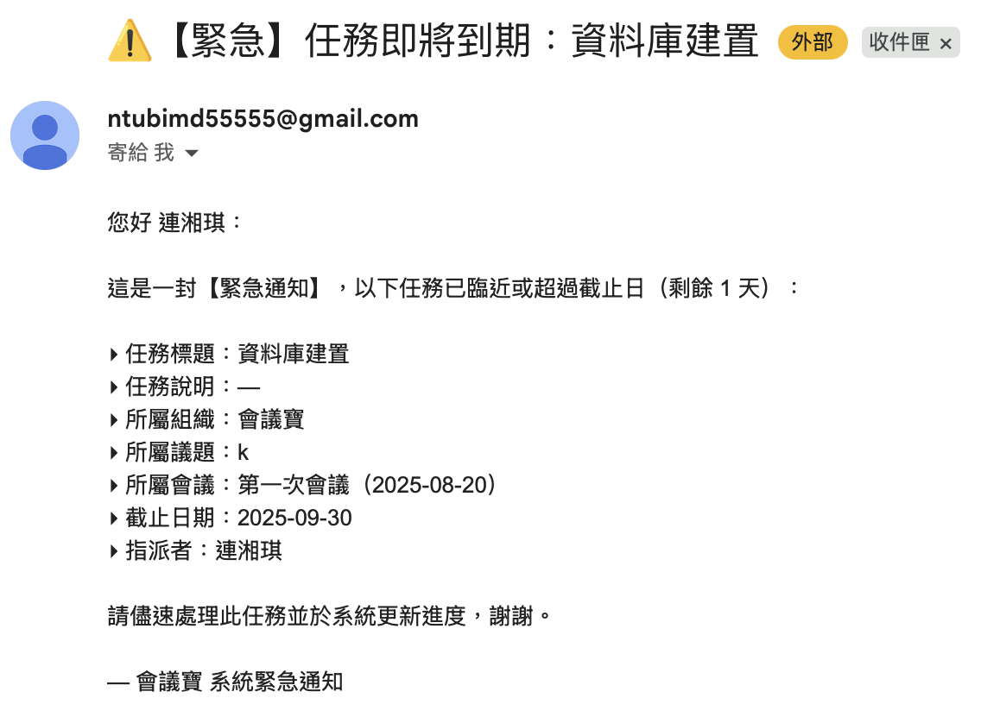 ⚠️【緊急】任務即將到期：資料庫建置 外部 收件匣 ×
ntubimd55555@gmail.com
寄給 我
您好 連湘琪：
這是一封【緊急通知】，以下任務已臨近或超過截止日（剩餘 1 天）：
▸ 任務標題：資料庫建置
▸ 任務說明：—
▸ 所屬組織：會議寶
▸ 所屬議題：k
▸ 所屬會議：第一次會議（2025-08-20）
▸ 截止日期：2025-09-30
▸ 指派者：連湘琪
請儘速處理此任務並於系統更新進度，謝謝。
— 會議寶 系統緊急通知